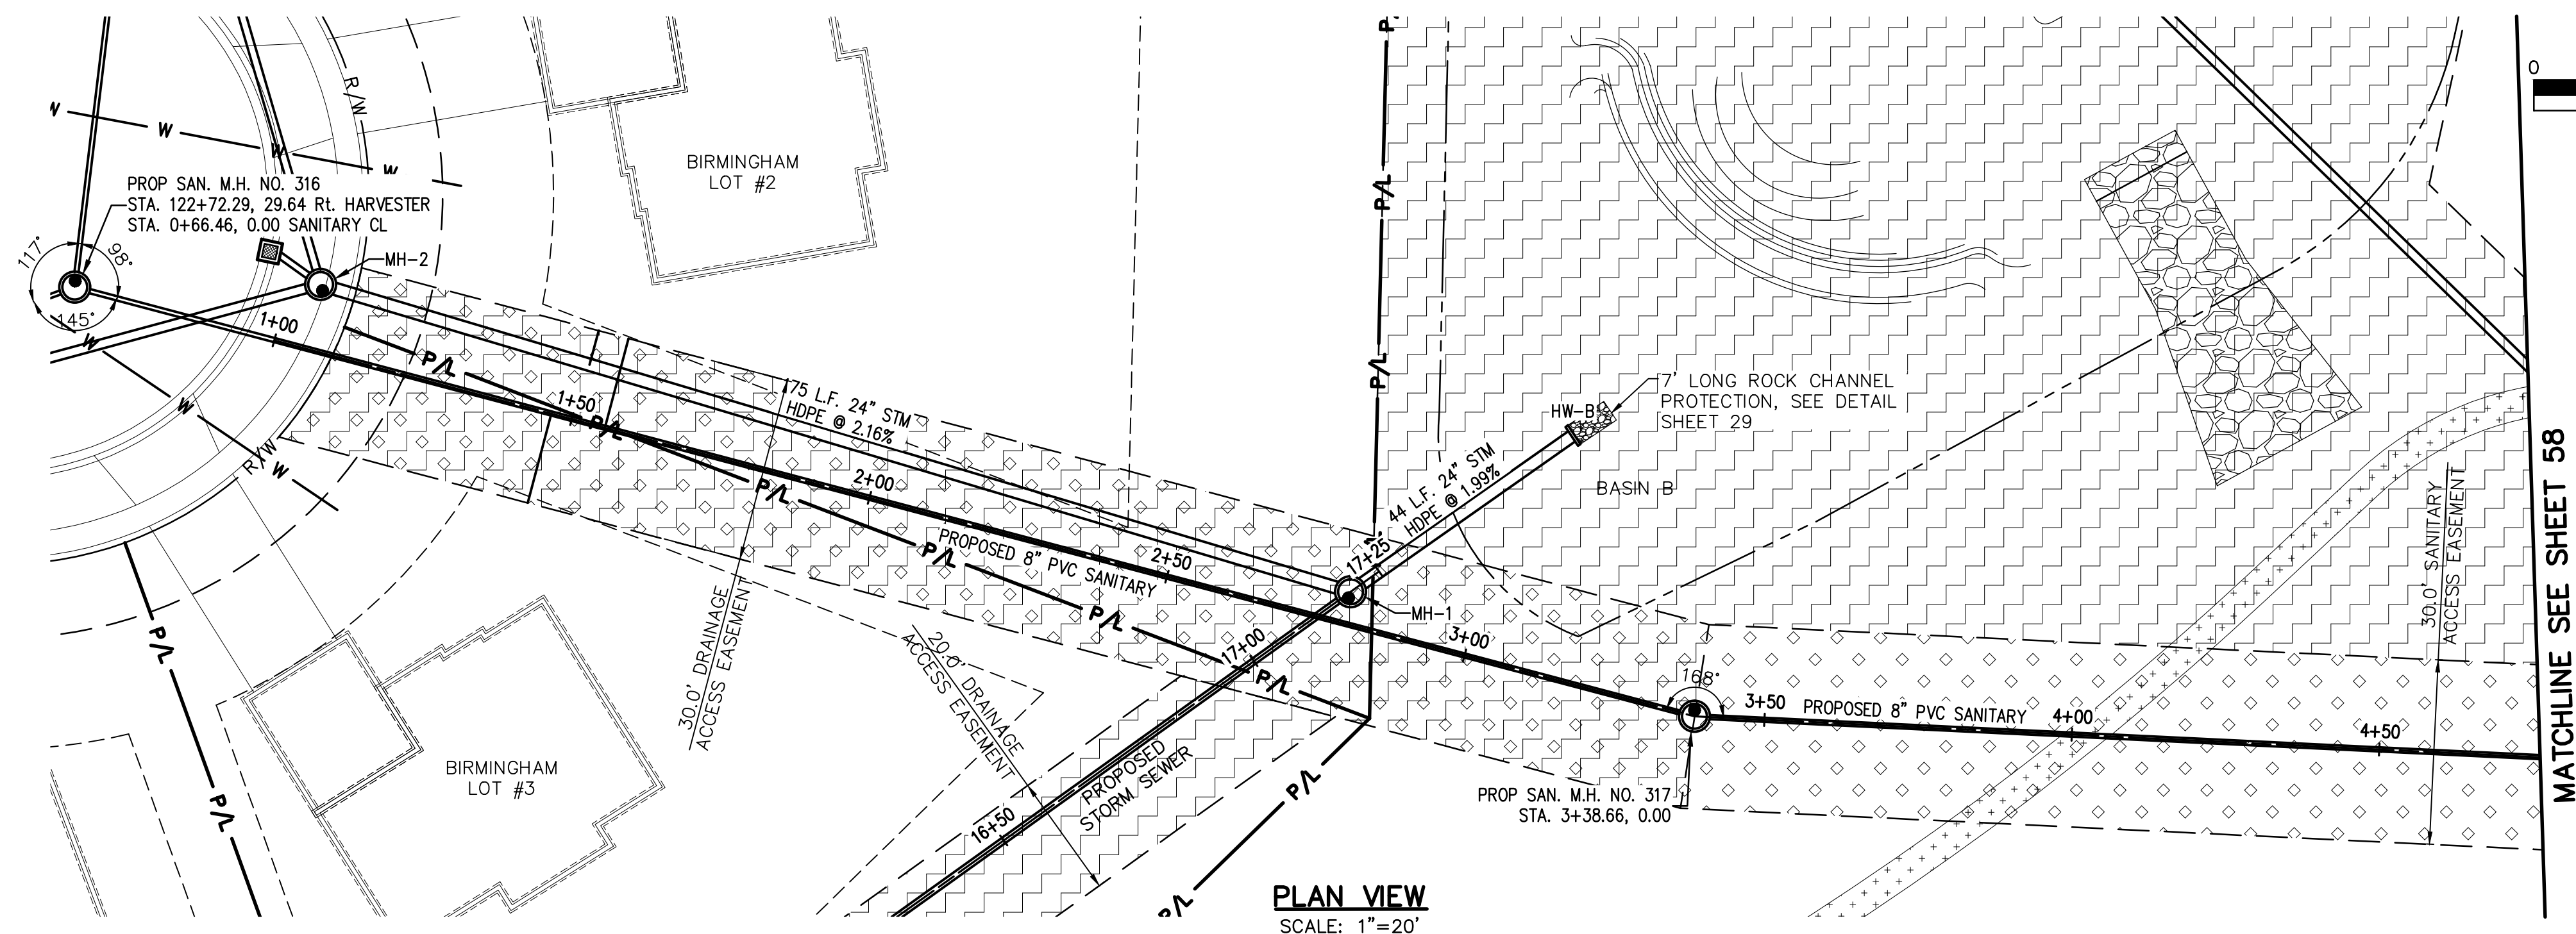 PROP SAN. M.H. NO. 316
STA. 122+72.29, 29.64 Rt. HARVESTER
STA. 0+66.46, 0.00 SANITARY CL
117°
98°
145°
MH-2
R/W
R/W
W
W
W
W
W
W
W
BIRMINGHAM
LOT #2
BIRMINGHAM
LOT #3
1+00
1+50
2+00
2+50
3+00
3+50
4+00
4+50
175 L.F. 24" STM
HDPE @ 2.16%
PROPOSED 8" PVC SANITARY
30.0' DRAINAGE
ACCESS EASEMENT
20.0' DRAINAGE
ACCESS EASEMENT
PROPOSED
STORM SEWER
16+50
17+00
17+25
44 L.F. 24" STM
HDPE @ 1.99%
MH-1
HW-B
7' LONG ROCK CHANNEL
PROTECTION, SEE DETAIL
SHEET 29
BASIN B
168°
PROPOSED 8" PVC SANITARY
PROP SAN. M.H. NO. 317
STA. 3+38.66, 0.00
30.0' SANITARY
ACCESS EASEMENT
P/L
P/L
P/L
P/L
P/L
P/L
P/L
P/L
P/L
P/L
P/L
P/L
P/L
0
MATCHLINE SEE SHEET 58
PLAN VIEW
SCALE: 1"=20'